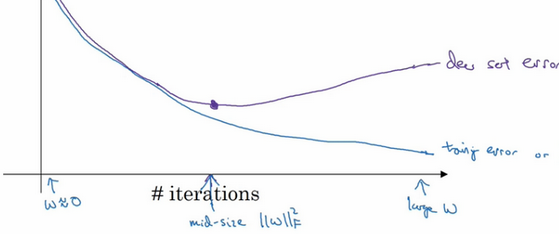 dev set error
training error or
# iterations
w≈0
mid-size ||w||²_F
large w